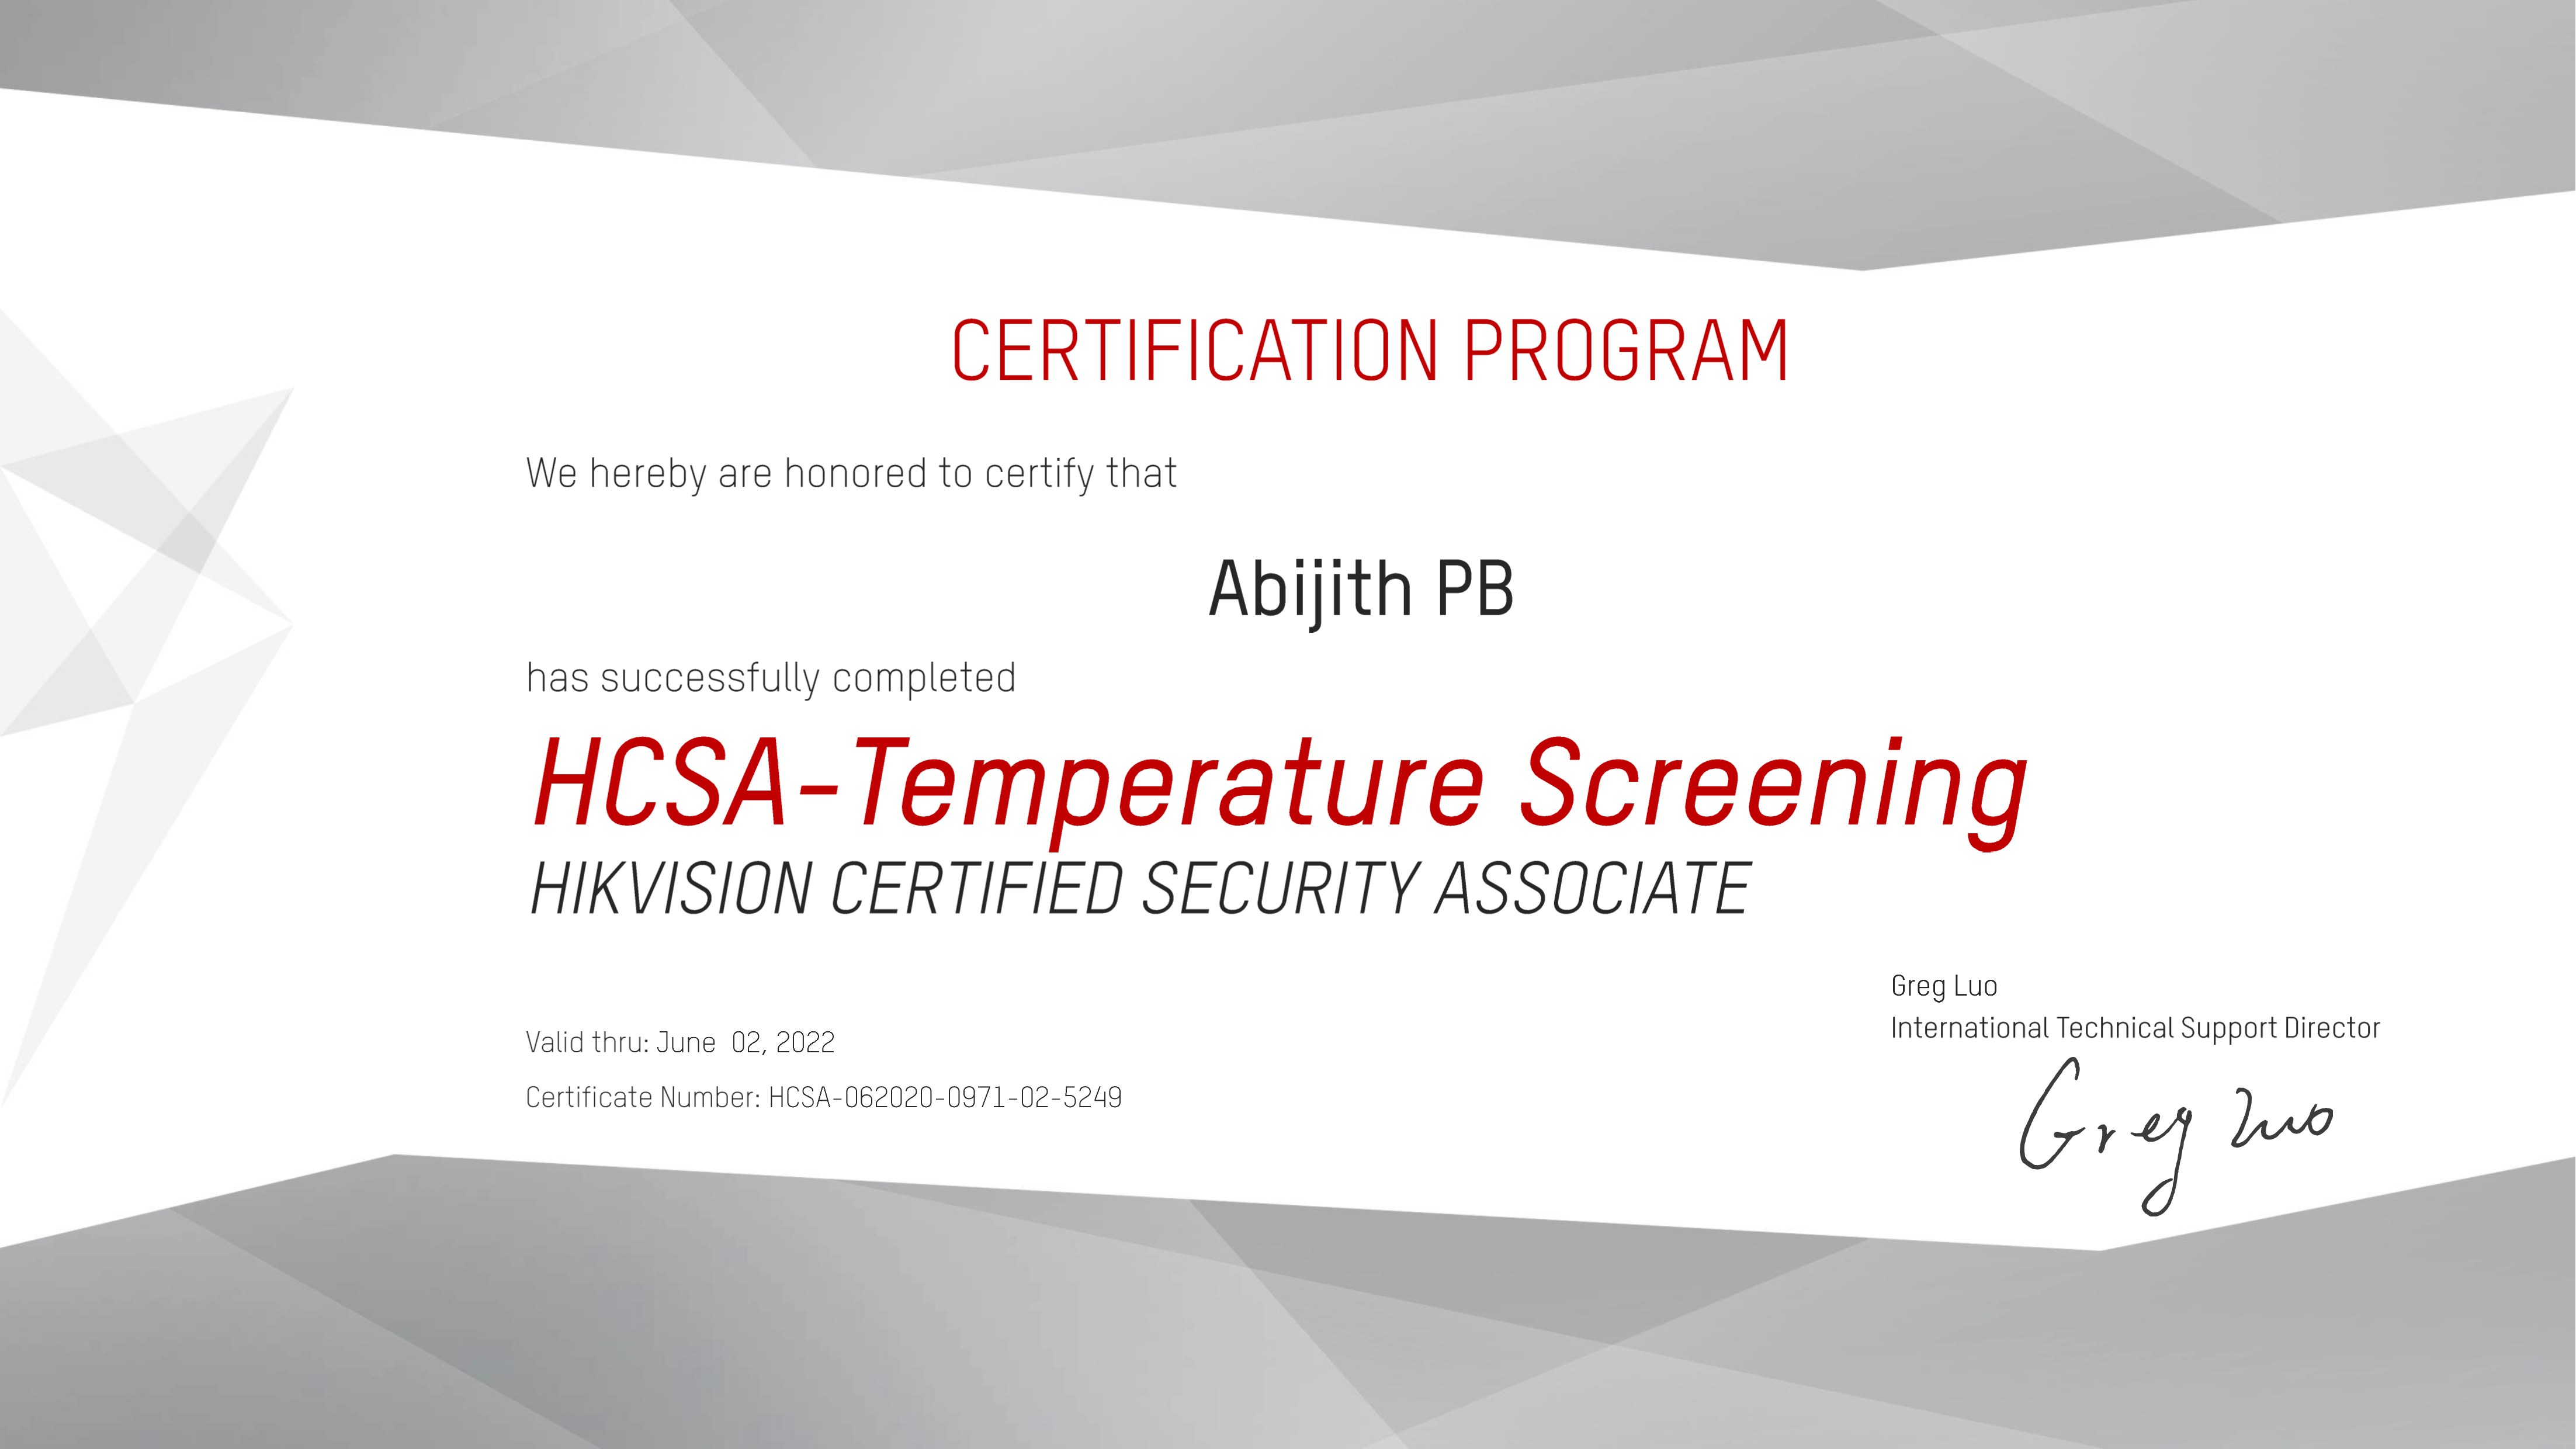 CERTIFICATION PROGRAM
We hereby are honored to certify that
Abijith PB
has successfully completed
HCSA-Temperature Screening
HIKVISION CERTIFIED SECURITY ASSOCIATE
Greg Luo
International Technical Support Director
Valid thru: June 02, 2022
Certificate Number: HCSA-062020-0971-02-5249
Greg Luo